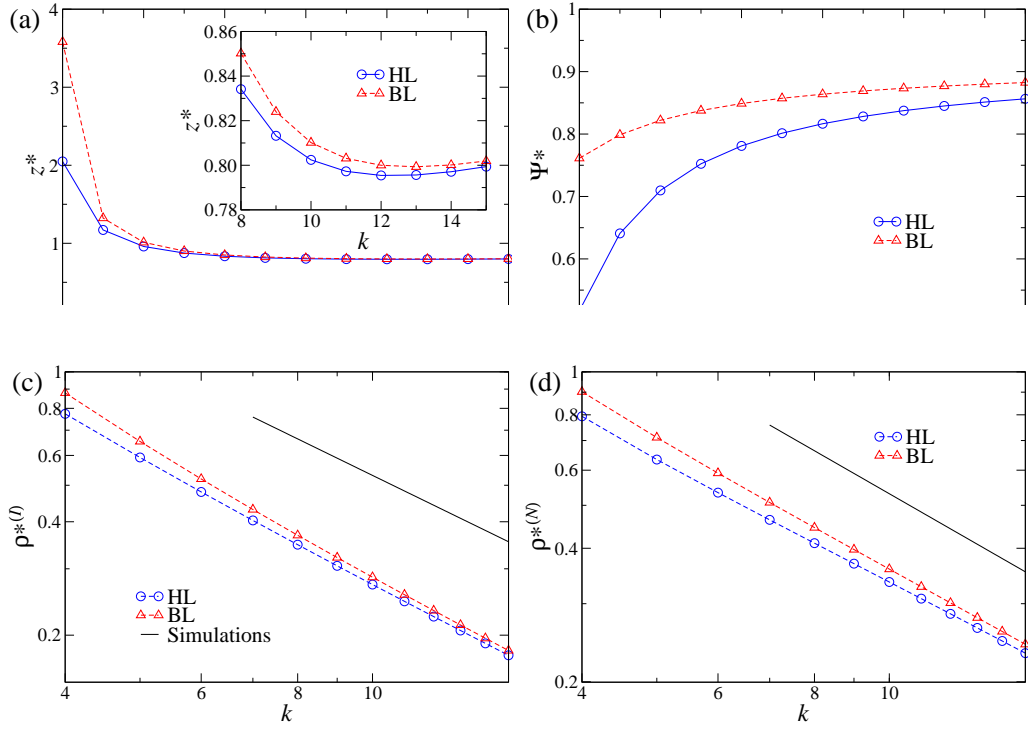 (a)
4
3
2
1
z*
0.86
0.84
0.82
0.80
0.78
z*
8
10
12
14
k
HL
BL
(b)
1
0.9
0.8
0.7
0.6
Ψ*
HL
BL
(c)
1
0.8
0.6
0.4
0.2
ρ*(I)
4
6
8
10
k
HL
BL
Simulations
(d)
1
0.8
0.6
0.4
0.2
ρ*(N)
4
6
8
10
k
HL
BL